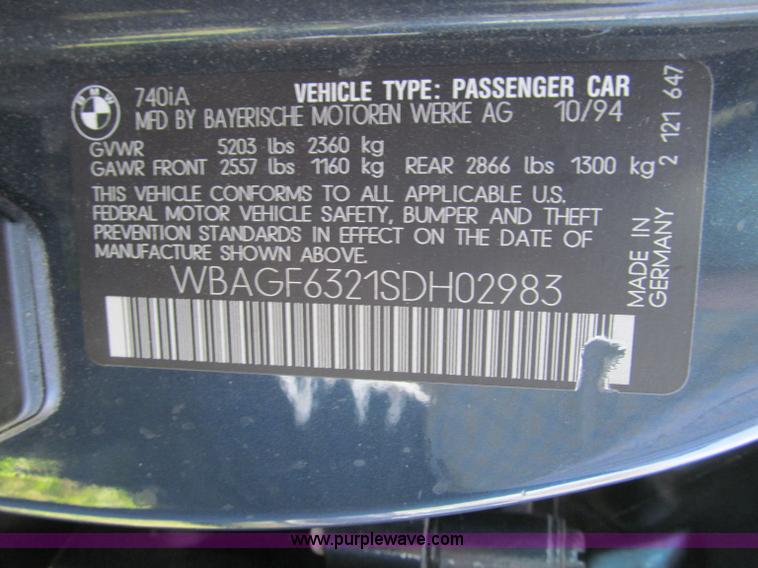 BMW
740iA VEHICLE TYPE: PASSENGER CAR
MFD BY BAYERISCHE MOTOREN WERKE AG 10/94
GVWR 5203 lbs 2360 kg
GAWR FRONT 2557 lbs 1160 kg REAR 2866 lbs 1300 kg
THIS VEHICLE CONFORMS TO ALL APPLICABLE U.S.
FEDERAL MOTOR VEHICLE SAFETY, BUMPER AND THEFT
PREVENTION STANDARDS IN EFFECT ON THE DATE OF
MANUFACTURE SHOWN ABOVE.
WBAGF6321SDH02983
MADE IN
GERMANY
2 121 647
www.purplewave.com